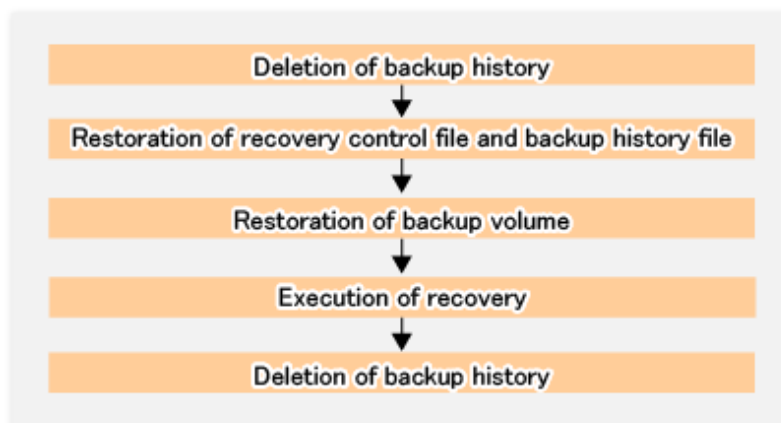 Deletion of backup history
Restoration of recovery control file and backup history file
Restoration of backup volume
Execution of recovery
Deletion of backup history